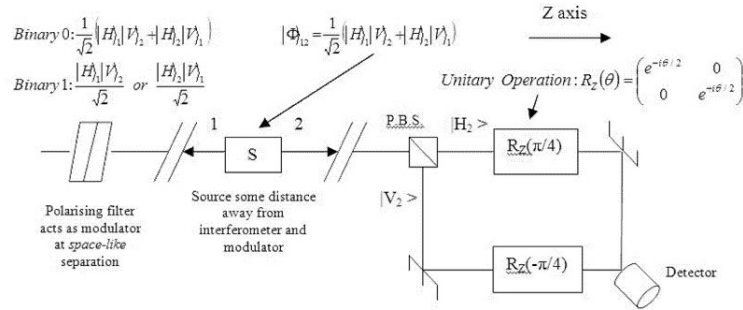 Binary 0: 1/√2 (|H⟩₁|V⟩₂ + |H⟩₂|V⟩₁)
Binary 1: |H⟩₁|V⟩₂/√2 or |H⟩₂|V⟩₁/√2
|Φ⟩₁₂ = 1/√2 (|H⟩₁|V⟩₂ + |H⟩₂|V⟩₁)
Z axis
Unitary Operation : R_Z(θ) = (e^{-iθ/2} 0
0 e^{-iθ/2})
1
2
P.B.S.
|H₂ >
S
R_Z(π/4)
|V₂ >
Polarising filter
acts as modulator
at space-like
separation
Source some distance
away from
interferometer and
modulator
R_Z(-π/4)
Detector